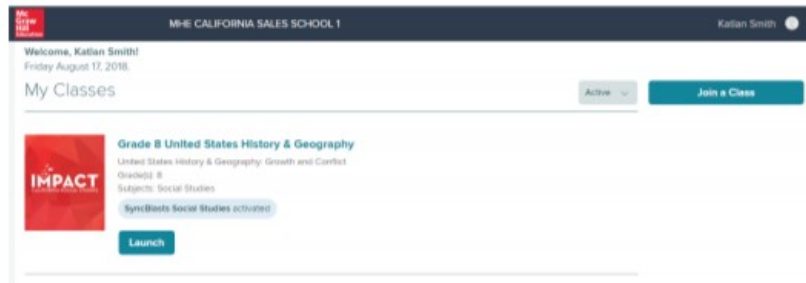 Mc
Graw
Hill
Education
MHE CALIFORNIA SALES SCHOOL 1
Katlan Smith
Welcome, Katlan Smith!
Friday August 17, 2018.
My Classes
Active
Join a Class
Grade 8 United States History & Geography
United States History & Geography: Growth and Conflict
Grade(s): 8
Subjects: Social Studies
IMPACT
SyncBlasts Social Studies activated
Launch